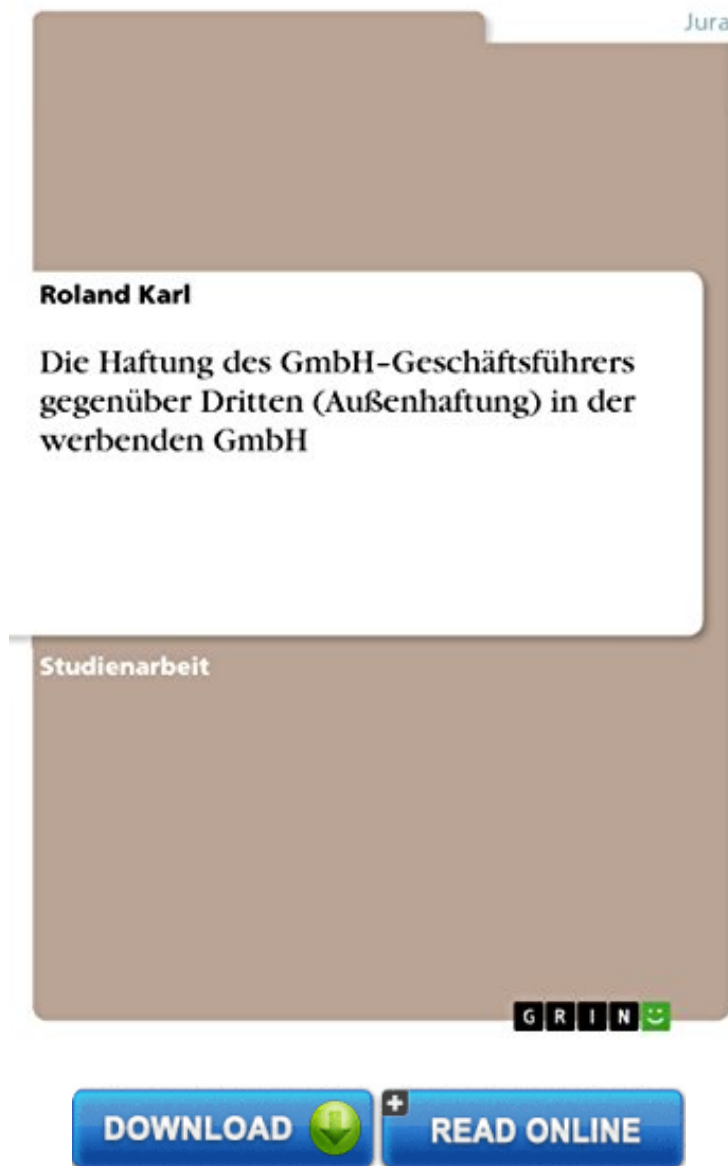 Jura
Roland Karl
Die Haftung des GmbH-Geschäftsführers
gegenüber Dritten (Außenhaftung) in der
werbenden GmbH
Studienarbeit
GRIN
DOWNLOAD
READ ONLINE